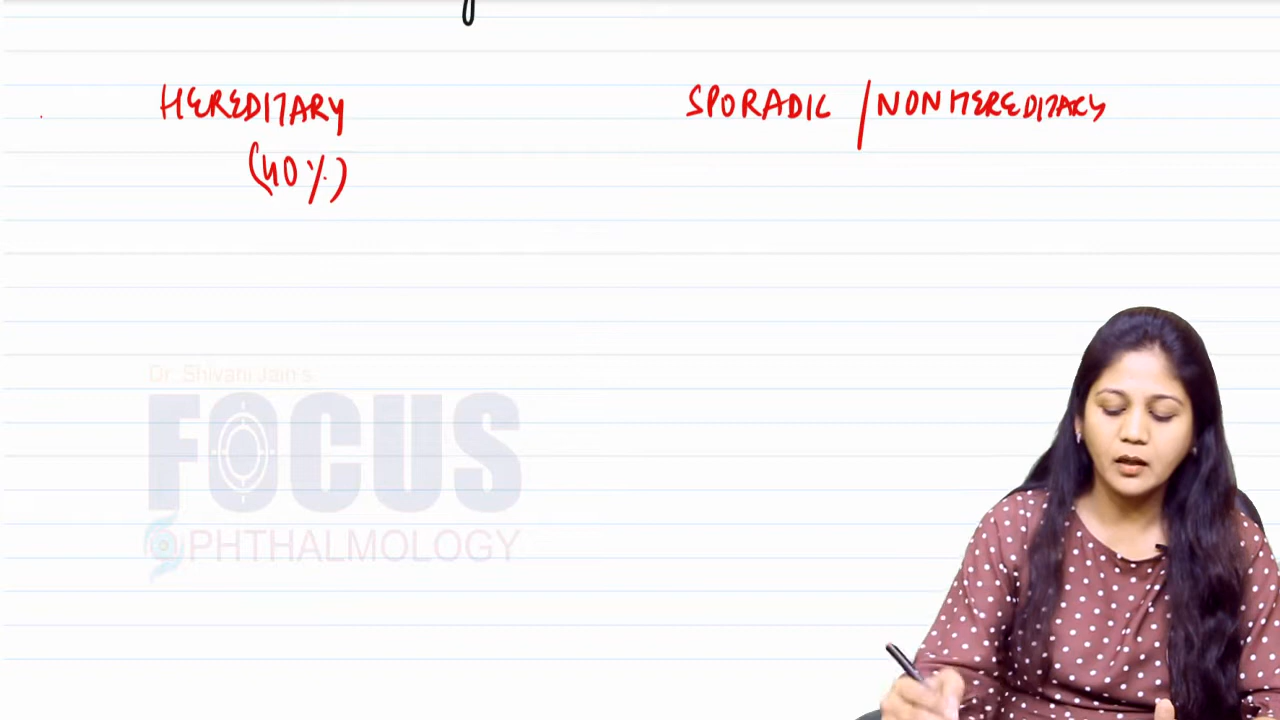 HEREDITARY
(40%)
SPORADIC / NONHEREDITARY
Dr. Shivani Jain's
FOCUS
OPHTHALMOLOGY